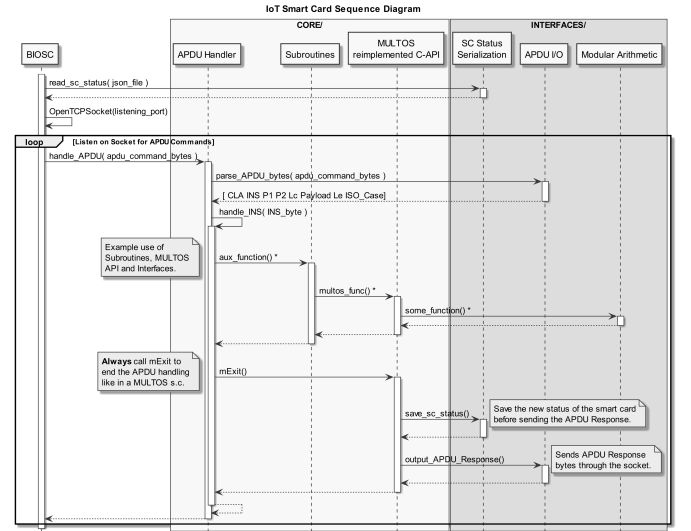 IoT Smart Card Sequence Diagram
CORE/
INTERFACES/
BIOSC
APDU Handler
Subroutines
MULTOS
reimplemented C-API
SC Status
Serialization
APDU I/O
Modular Arithmetic
read_sc_status( json_file )
OpenTCPSocket(listening_port)
loop
[Listen on Socket for APDU Commands]
handle_APDU( apdu_command_bytes )
parse_APDU_bytes( apdu_command_bytes )
[ CLA INS P1 P2 Lc Payload Le ISO_Case]
handle_INS( INS_byte )
Example use of
Subroutines, MULTOS
API and Interfaces.
aux_function() *
multos_func() *
some_function() *
Always call mExit to
end the APDU handling
like in a MULTOS s.c.
mExit()
save_sc_status()
Save the new status of the smart card
before sending the APDU Response.
output_APDU_Response()
Sends APDU Response
bytes through the socket.